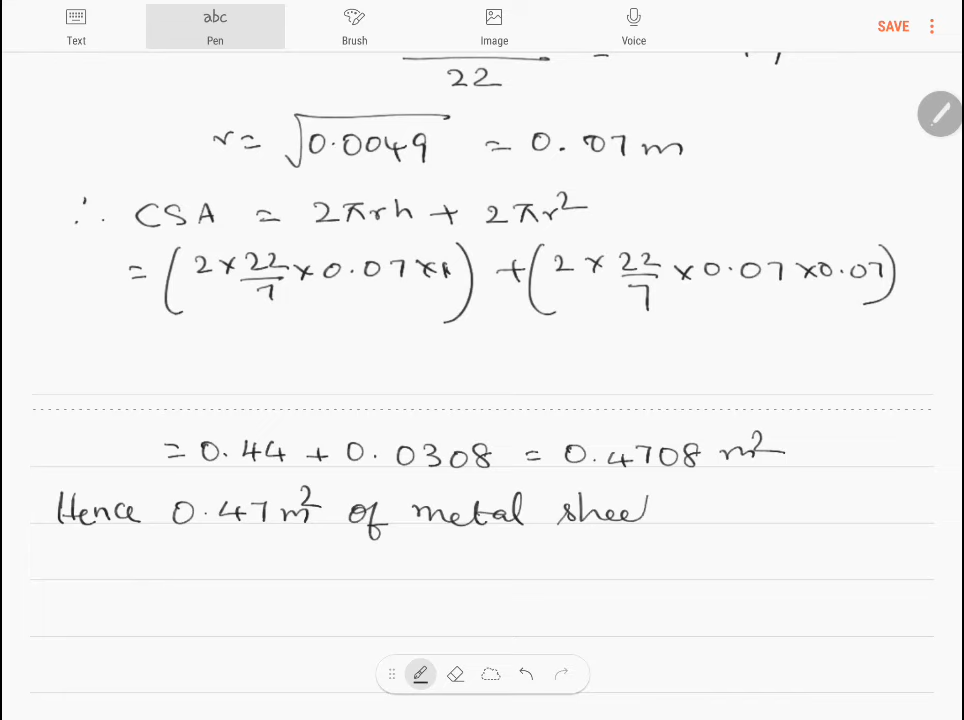 Text abc Pen Brush Image Voice SAVE
22
r = √0.0049 = 0.07 m
∴ CSA = 2πrh + 2πr²
= (2 × 22/7 × 0.07 × 1) + (2 × 22/7 × 0.07 × 0.07)
= 0.44 + 0.0308 = 0.4708 m²
Hence 0.47 m² of metal shee